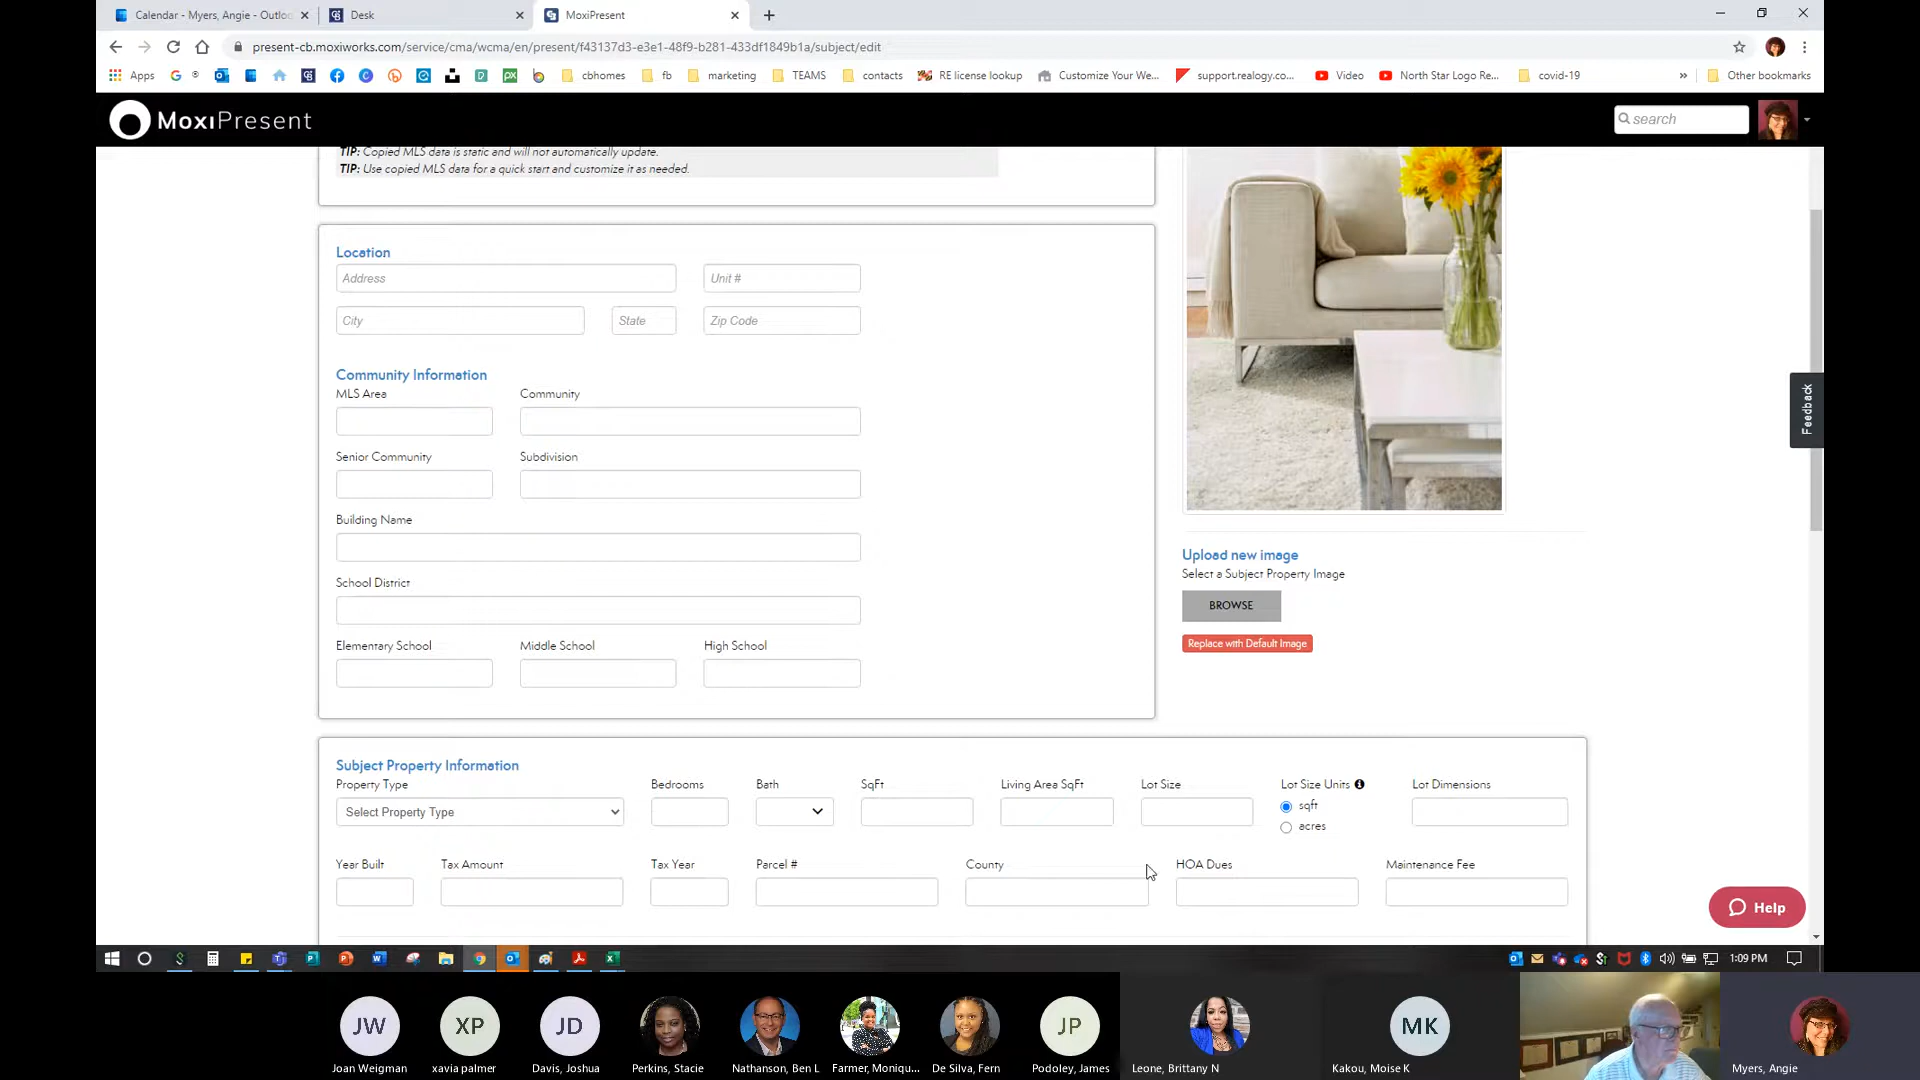 Calendar - Myers, Angie - Outloo
Desk
MoxiPresent
present-cb.moxiworks.com/service/cma/wcma/en/present/f43137d3-e3e1-48f9-b281-433df1849b1a/subject/edit
Apps
cbhomes
fb
marketing
TEAMS
contacts
RE license lookup
Customize Your We...
support.realogy.co...
Video
North Star Logo Re...
covid-19
»
Other bookmarks
MOXIPRESENT
search
TIP: Copied MLS data is static and will not automatically update.
TIP: Use copied MLS data for a quick start and customize it as needed.
Location
Address
Unit #
City
State
Zip Code
Community Information
MLS Area
Community
Senior Community
Subdivision
Building Name
School District
Elementary School
Middle School
High School
Upload new image
Select a Subject Property Image
BROWSE
Replace with Default Image
Feedback
Subject Property Information
Property Type
Bedrooms
Bath
SqFt
Living Area SqFt
Lot Size
Lot Size Units
Lot Dimensions
Select Property Type
sqft
acres
Year Built
Tax Amount
Tax Year
Parcel #
County
HOA Dues
Maintenance Fee
Help
1:09 PM
JW
XP
JD
JP
MK
Joan Weigman
xavia palmer
Davis, Joshua
Perkins, Stacie
Nathanson, Ben L
Farmer, Moniqu...
De Silva, Fern
Podoley, James
Leone, Brittany N
Kakou, Moise K
Myers, Angie